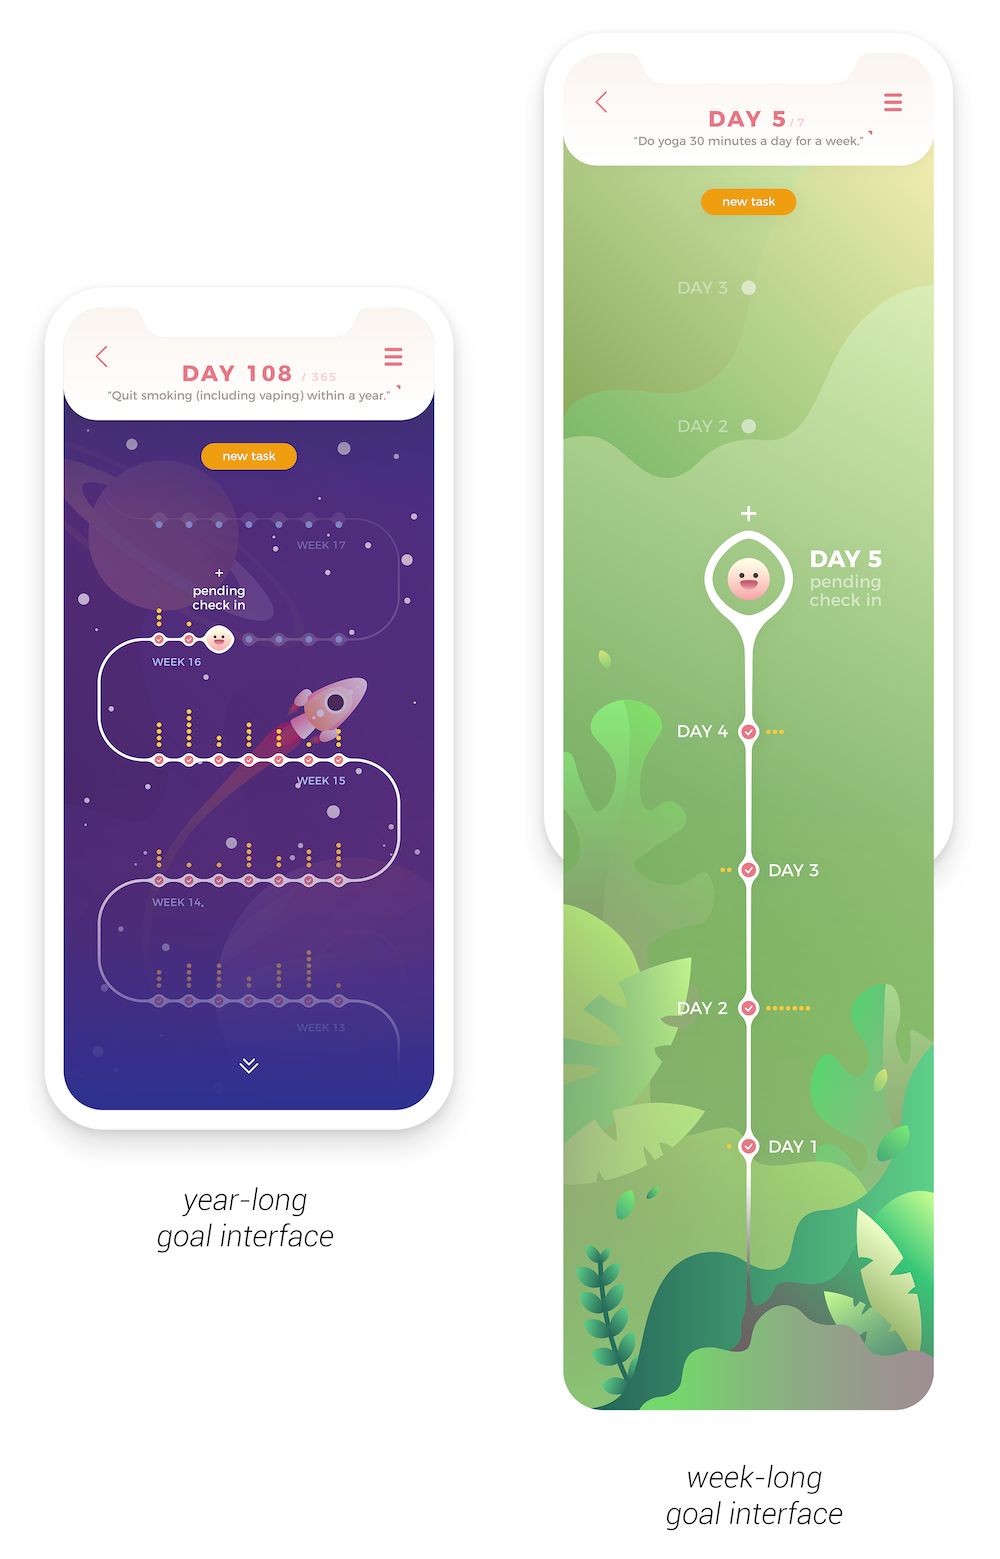 DAY 108 / 365
“Quit smoking (including vaping) within a year.”
new task
WEEK 17
+
pending
check in
WEEK 16
WEEK 15
WEEK 14
WEEK 13
year-long
goal interface
DAY 5 / 7
“Do yoga 30 minutes a day for a week.”
new task
DAY 3
DAY 2
+
DAY 5
pending
check in
DAY 4
DAY 3
DAY 2
DAY 1
week-long
goal interface